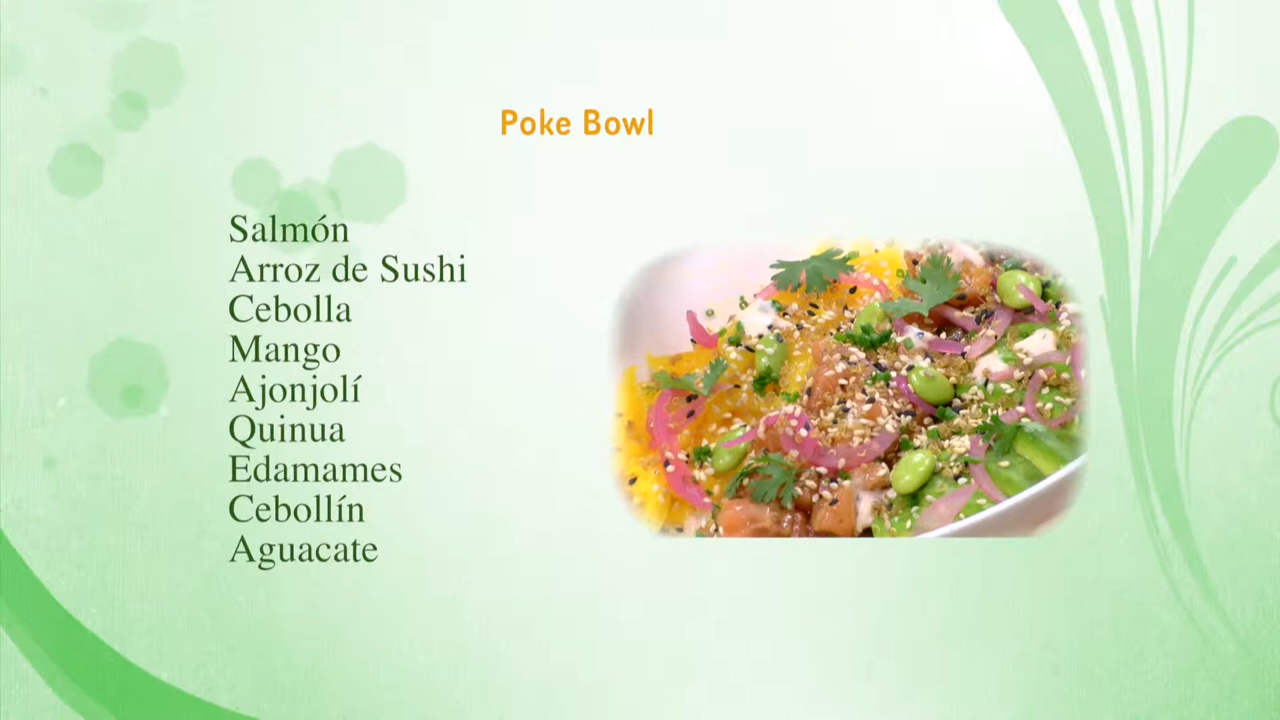 Poke Bowl
Salmón
Arroz de Sushi
Cebolla
Mango
Ajonjolí
Quinua
Edamames
Cebollín
Aguacate